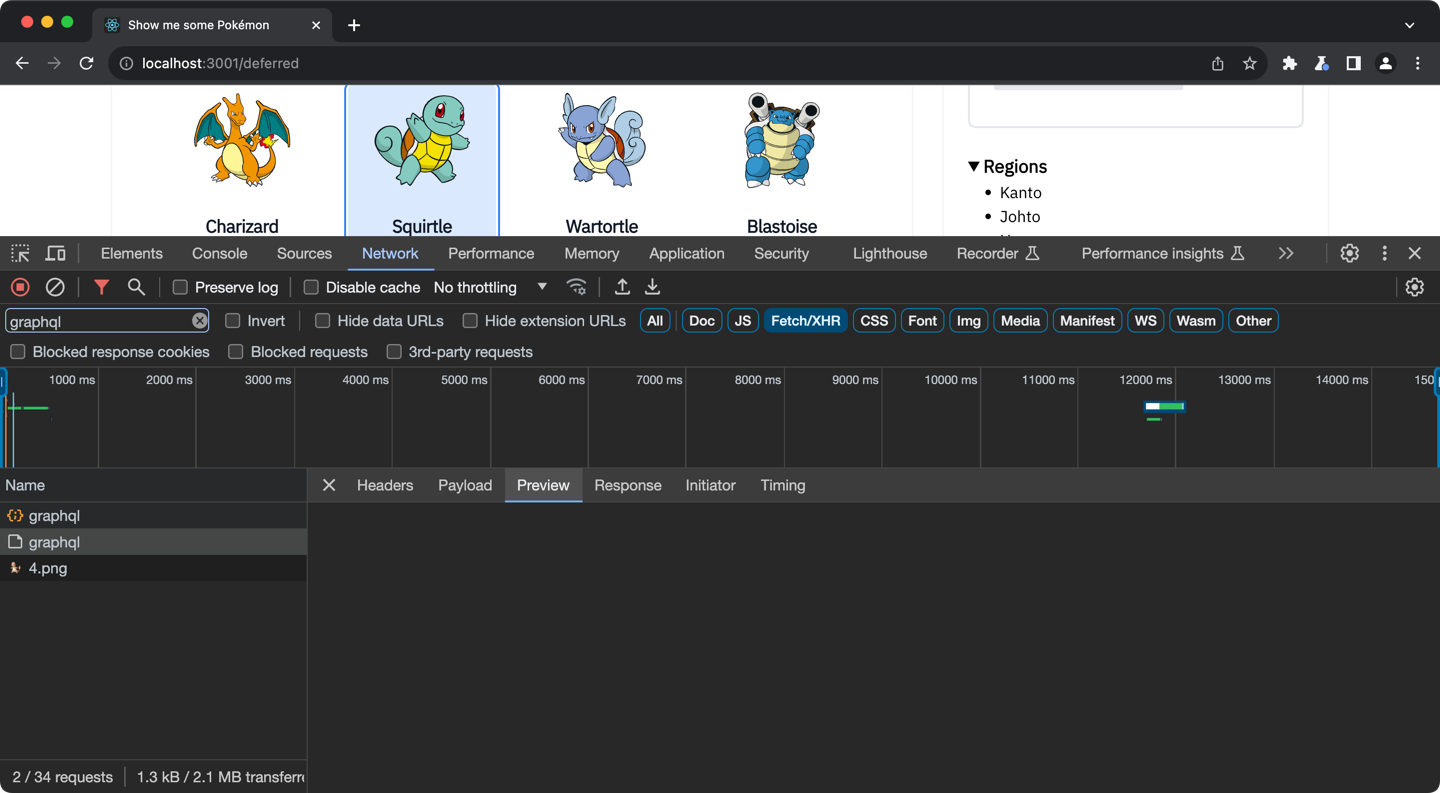 Show me some Pokémon
localhost:3001/deferred
Charizard Squirtle Wartortle Blastoise
Regions
Kanto
Johto
Elements Console Sources Network Performance Memory Application Security Lighthouse Recorder Performance insights
Preserve log Disable cache No throttling
graphql Invert Hide data URLs Hide extension URLs All Doc JS Fetch/XHR CSS Font Img Media Manifest WS Wasm Other
Blocked response cookies Blocked requests 3rd-party requests
1000 ms 2000 ms 3000 ms 4000 ms 5000 ms 6000 ms 7000 ms 8000 ms 9000 ms 10000 ms 11000 ms 12000 ms 13000 ms 14000 ms 150
Name Headers Payload Preview Response Initiator Timing
graphql
graphql
4.png
2 / 34 requests 1.3 kB / 2.1 MB transferre